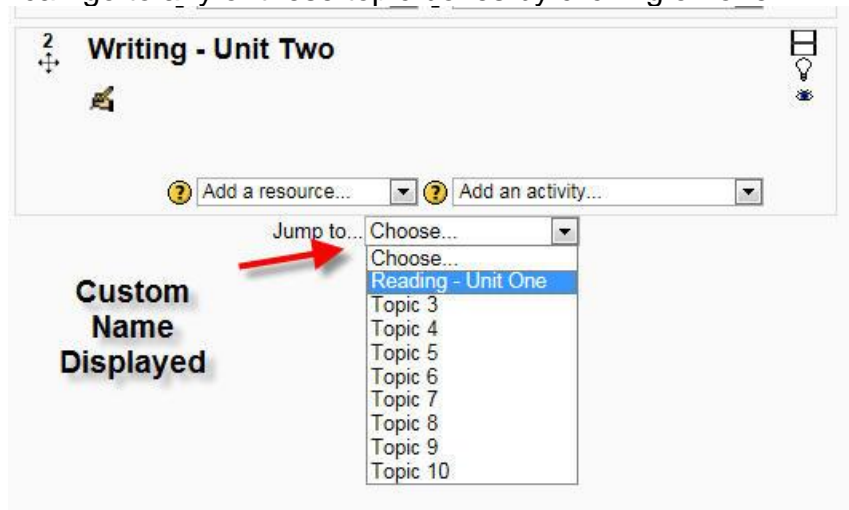 2 Writing - Unit Two
Add a resource... Add an activity...
Jump to... Choose...
Choose...
Reading - Unit One
Topic 3
Topic 4
Topic 5
Topic 6
Topic 7
Topic 8
Topic 9
Topic 10
Custom
Name
Displayed